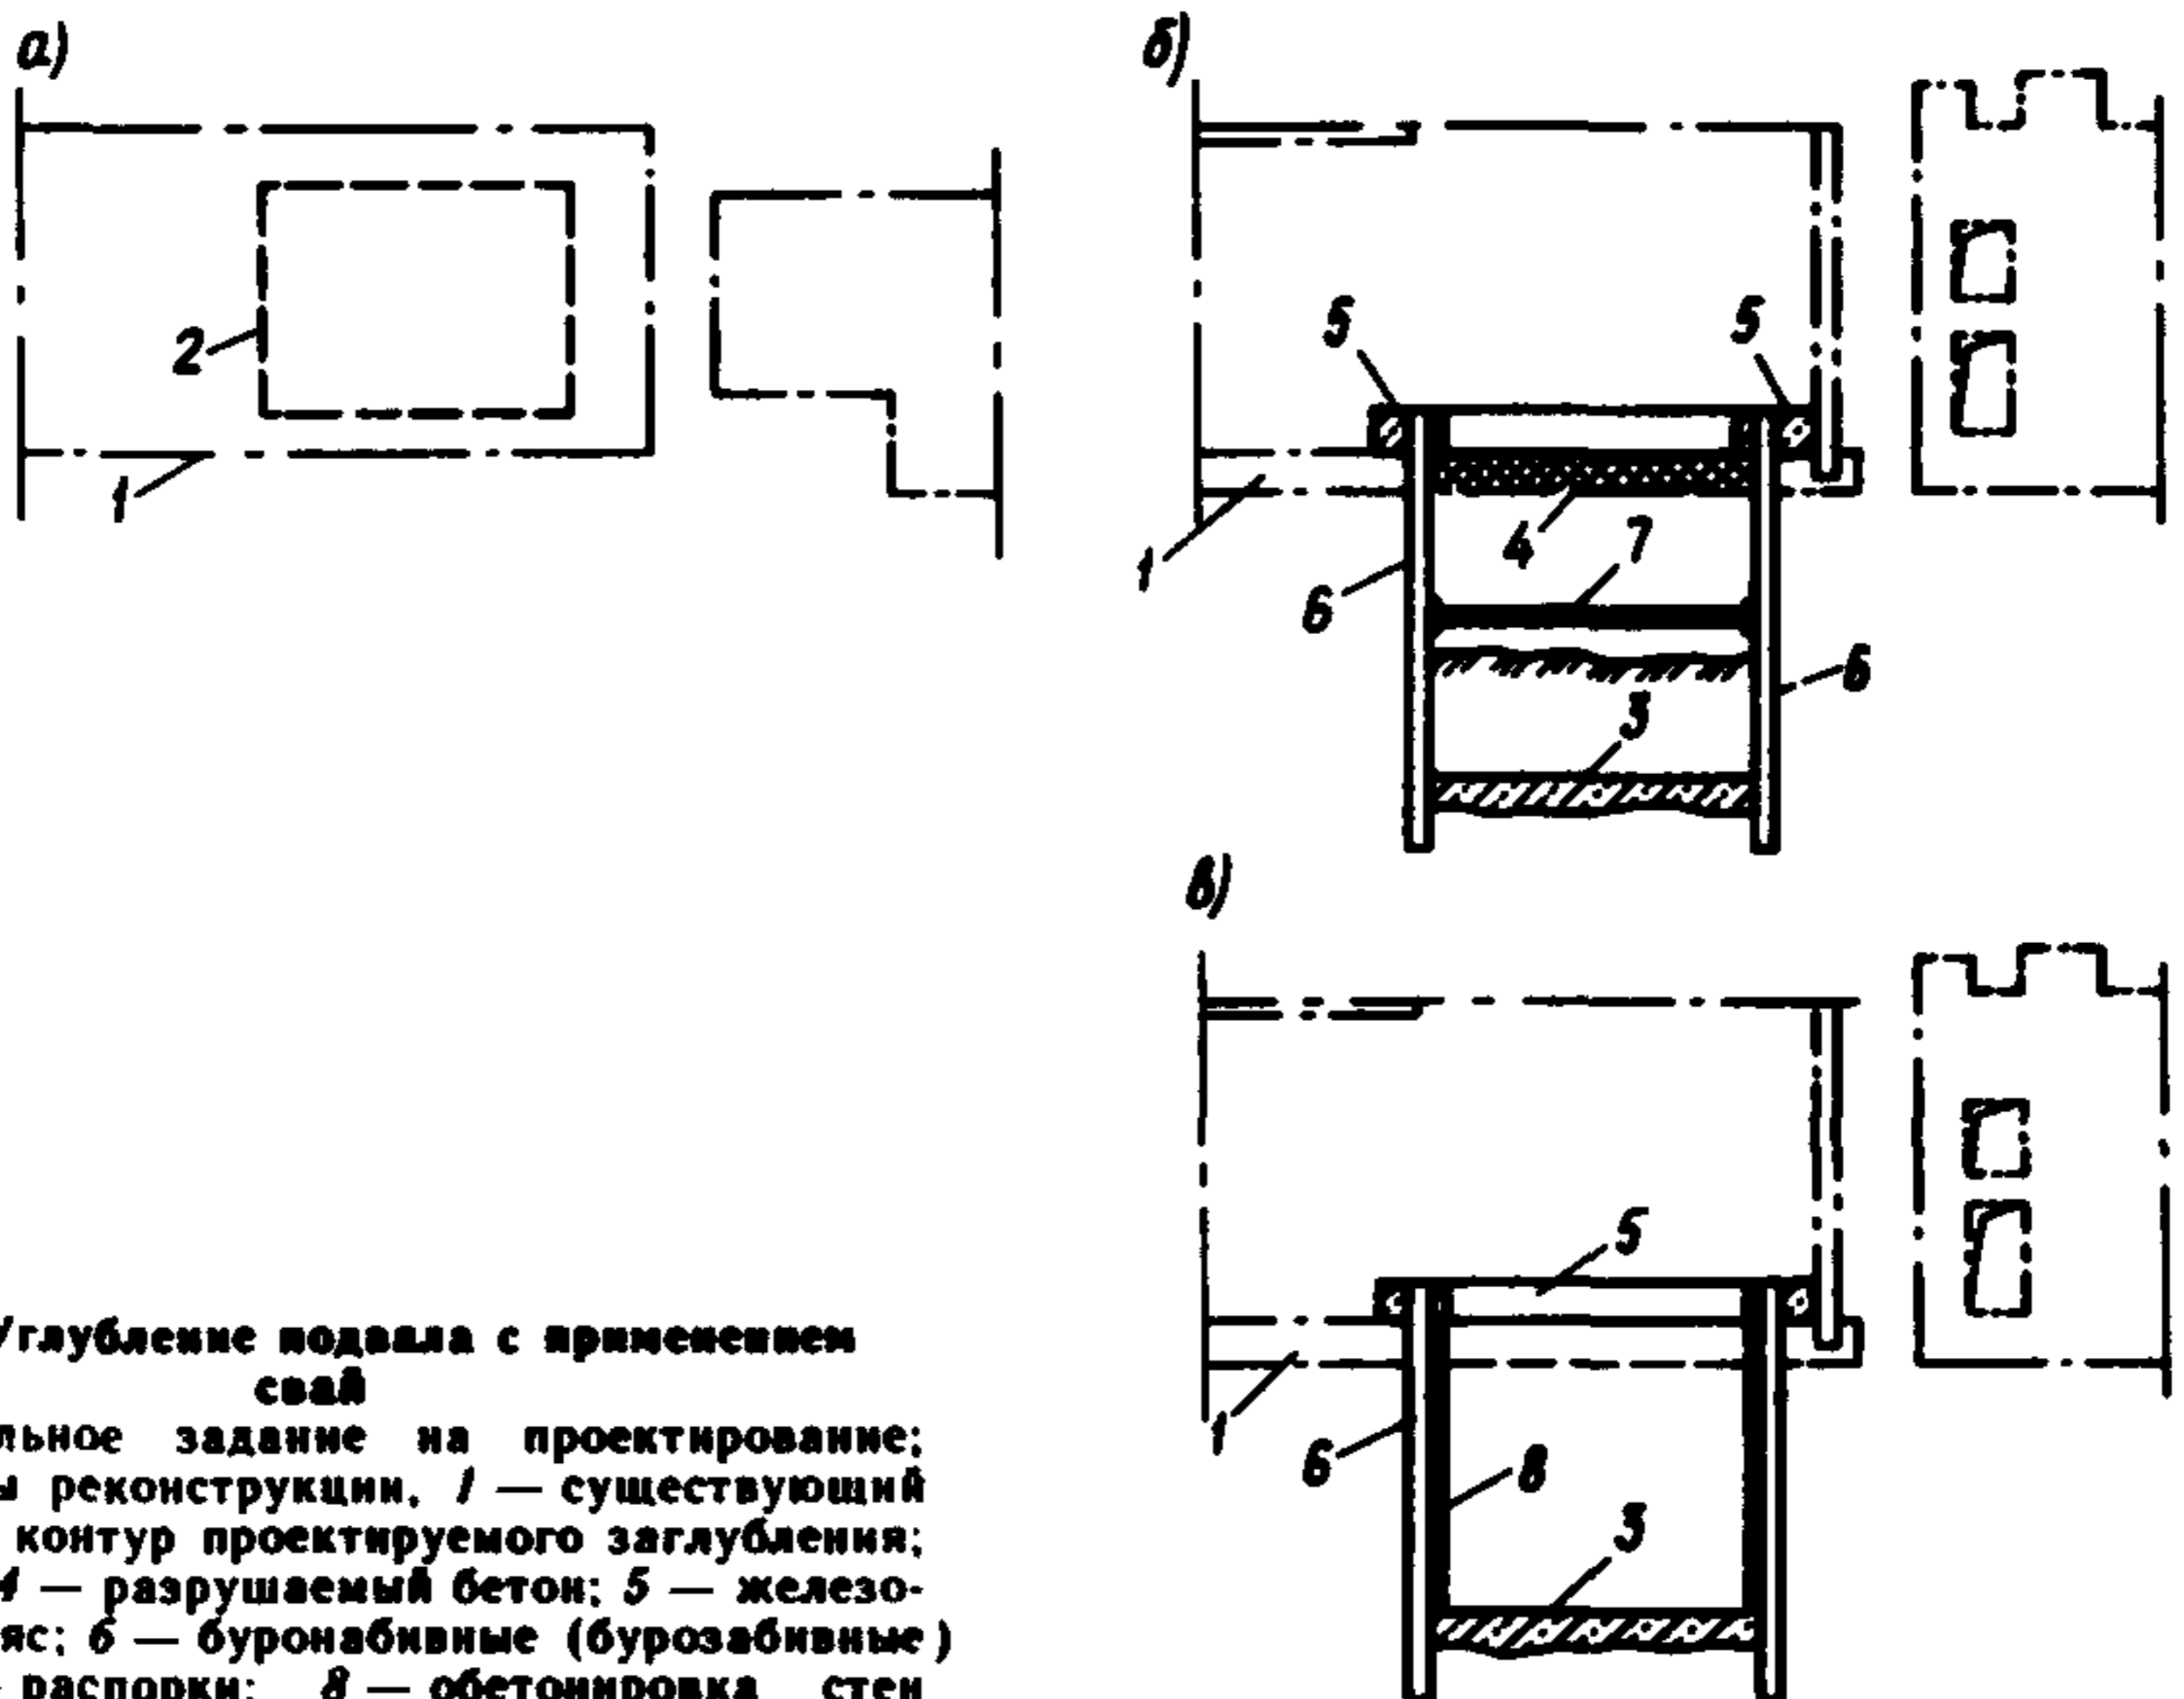 а)
2
1
б)
5 5
1
4 7
6
6
3
в)
5
1
6
8
3
Углубление подвала с применением
свай
льное задание на проектирование;
ы реконструкции, 1 — существующий
контур проектируемого заглубления;
4 — разрушаемый бетон; 5 — железо-
яс; 6 — буронабивные (бурозабивные)
распорки; 8 — обетонировка стен